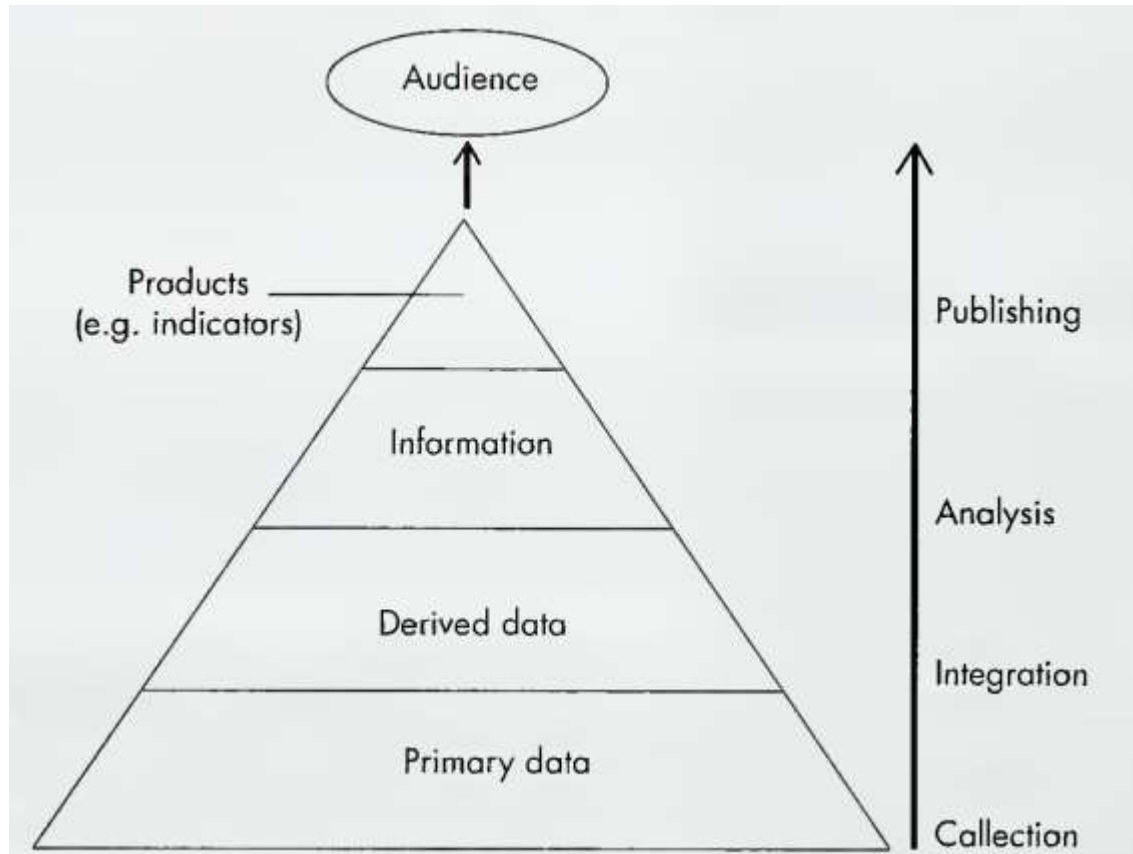 Audience
Products
(e.g. indicators)
Publishing
Information
Analysis
Derived data
Integration
Primary data
Callection